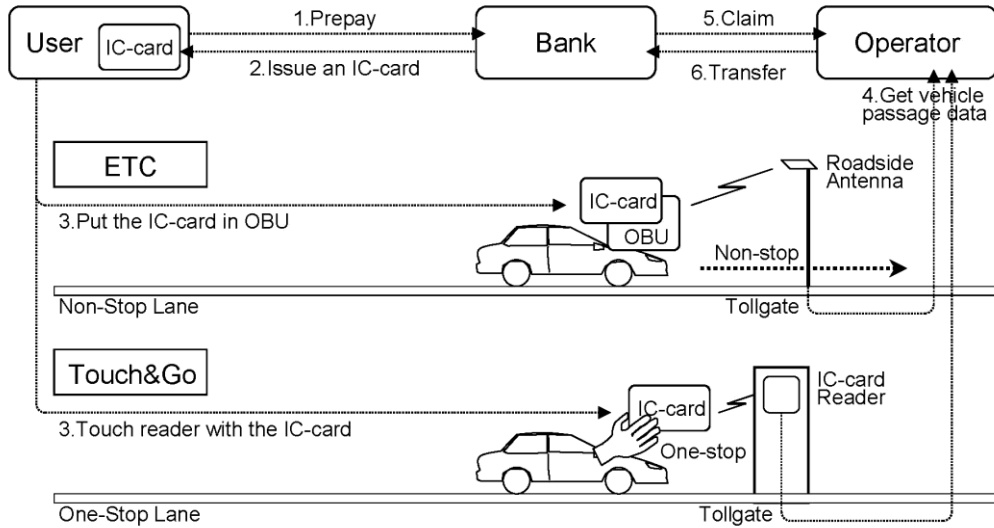 User
IC-card
1.Prepay
2.Issue an IC-card
Bank
5.Claim
6.Transfer
Operator
4.Get vehicle
passage data
ETC
3.Put the IC-card in OBU
IC-card
OBU
Roadside
Antenna
Non-stop
Non-Stop Lane
Tollgate
Touch&Go
3.Touch reader with the IC-card
IC-card
One-stop
IC-card
Reader
One-Stop Lane
Tollgate